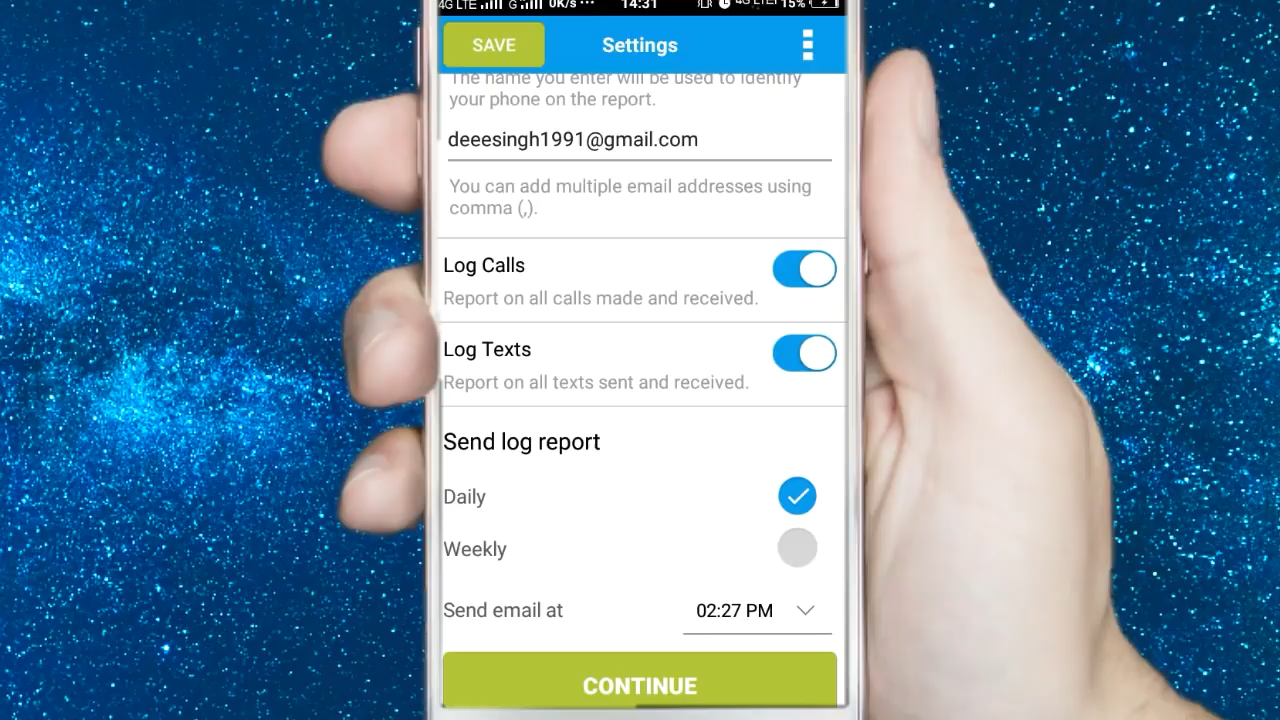 4G LTE G 0K/s ··· 14:31 4G LTE 15%
SAVE Settings
The name you enter will be used to identify
your phone on the report.
deeesingh1991@gmail.com
You can add multiple email addresses using
comma (,).
Log Calls
Report on all calls made and received.
Log Texts
Report on all texts sent and received.
Send log report
Daily
Weekly
Send email at 02:27 PM
CONTINUE